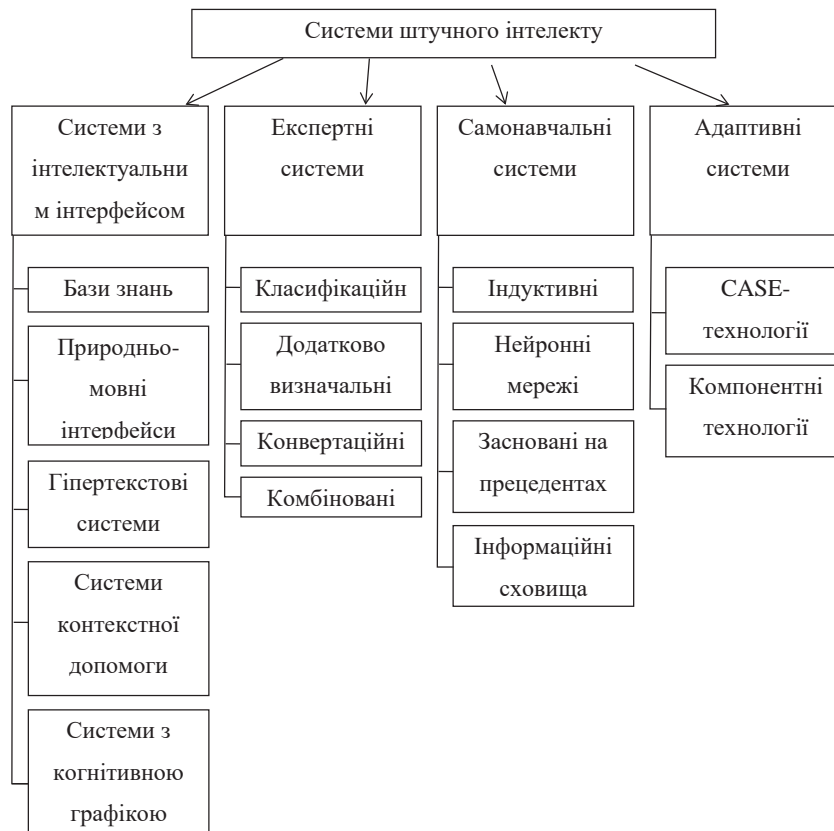 Системи штучного інтелекту
Системи з
інтелектуальни
м інтерфейсом
Бази знань
Природньо-
мовні
інтерфейси
Гіпертекстові
системи
Системи
контекстної
допомоги
Системи з
когнітивною
графікою
Експертні
системи
Класифікаційн
Додатково
визначальні
Конвертаційні
Комбіновані
Самонавчальні
системи
Індуктивні
Нейронні
мережі
Засновані на
прецедентах
Інформаційні
сховища
Адаптивні
системи
CASE-
технології
Компонентні
технології